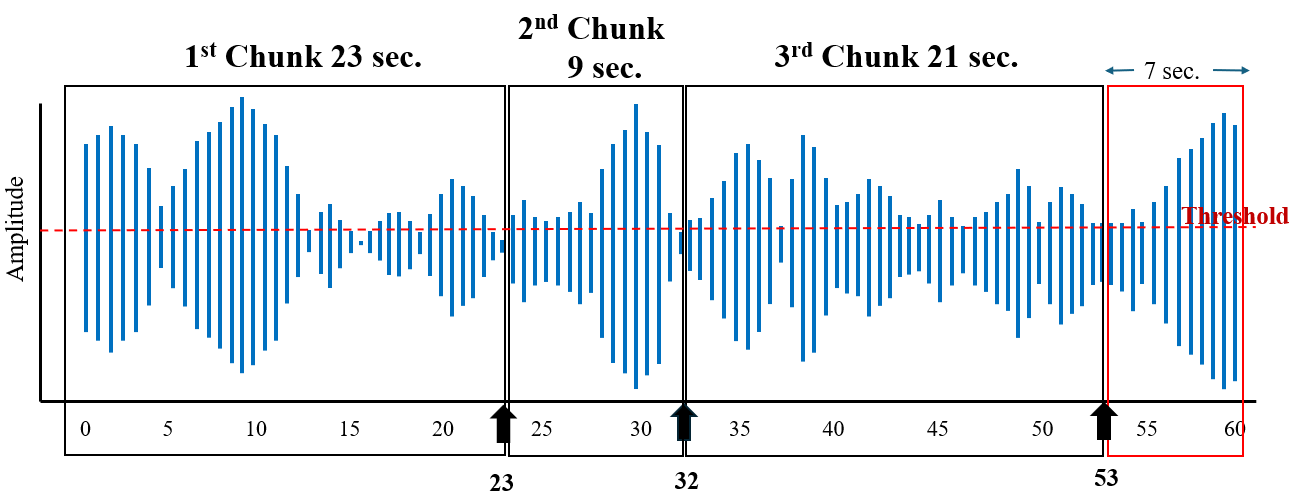 1st Chunk 23 sec.
2nd Chunk
9 sec.
3rd Chunk 21 sec.
7 sec.
Amplitude
Threshold
0 5 10 15 20 25 30 35 40 45 50 55 60
23 32 53